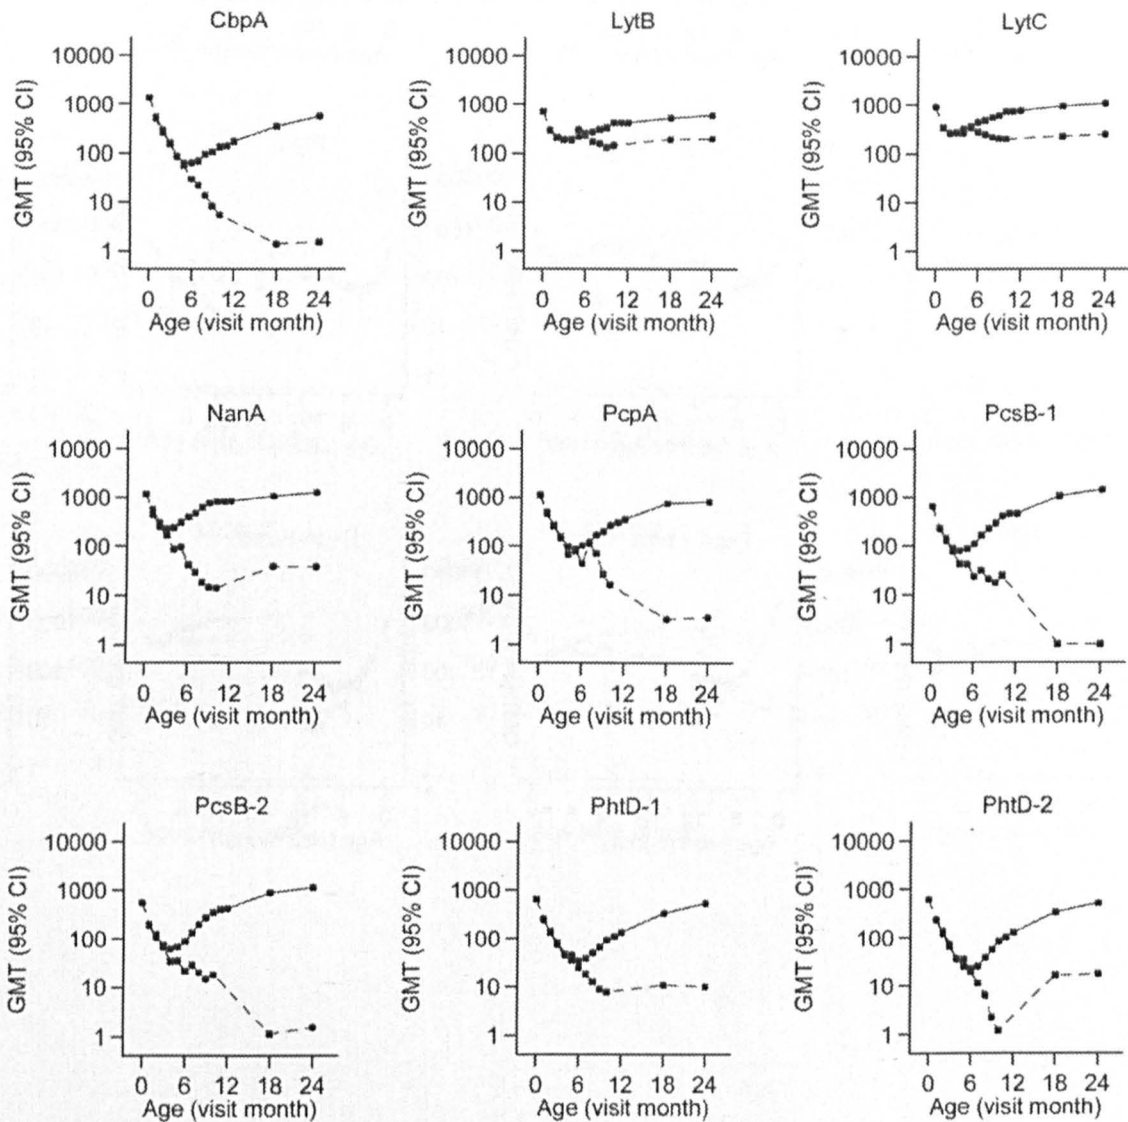 CbpA
LytB
LytC
10000
1000
100
10
1
GMT (95% CI)
0 6 12 18 24
Age (visit month)
10000
1000
100
10
1
GMT (95% CI)
0 6 12 18 24
Age (visit month)
10000
1000
100
10
1
GMT (95% CI)
0 6 12 18 24
Age (visit month)
NanA
PcpA
PcsB-1
10000
1000
100
10
1
GMT (95% CI)
0 6 12 18 24
Age (visit month)
10000
1000
100
10
1
GMT (95% CI)
0 6 12 18 24
Age (visit month)
10000
1000
100
10
1
GMT (95% CI)
0 6 12 18 24
Age (visit month)
PcsB-2
PhtD-1
PhtD-2
10000
1000
100
10
1
GMT (95% CI)
0 6 12 18 24
Age (visit month)
10000
1000
100
10
1
GMT (95% CI)
0 6 12 18 24
Age (visit month)
10000
1000
100
10
1
GMT (95% CI)
0 6 12 18 24
Age (visit month)